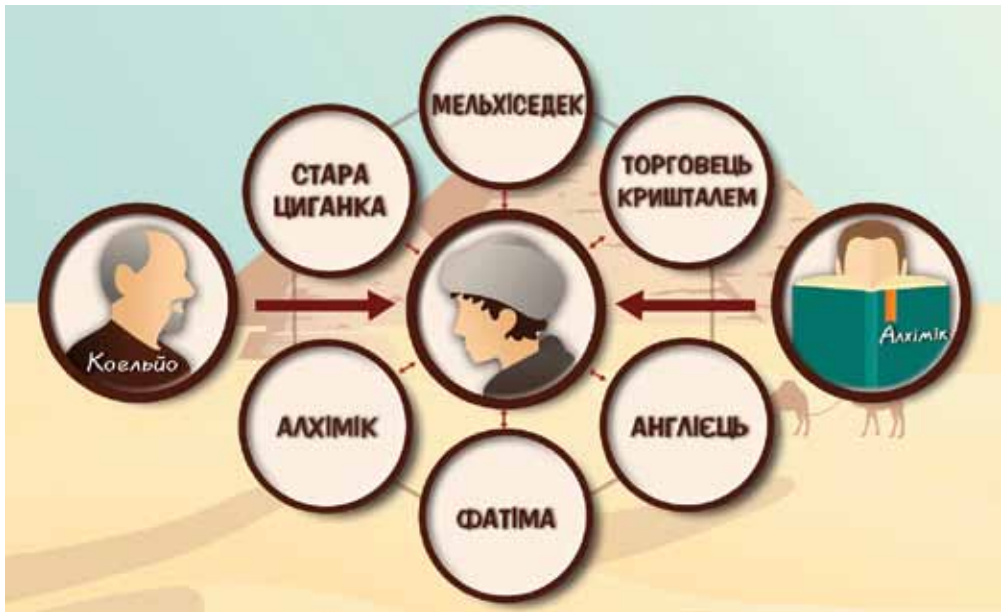 МЕЛЬХІСЕДЕК
СТАРА
ЦИГАНКА
ТОРГОВЕЦЬ
КРИШТАЛЕМ
Коельйо
Алхімік
АЛХІМІК
АНГЛІЄЦЬ
ФАТІМА